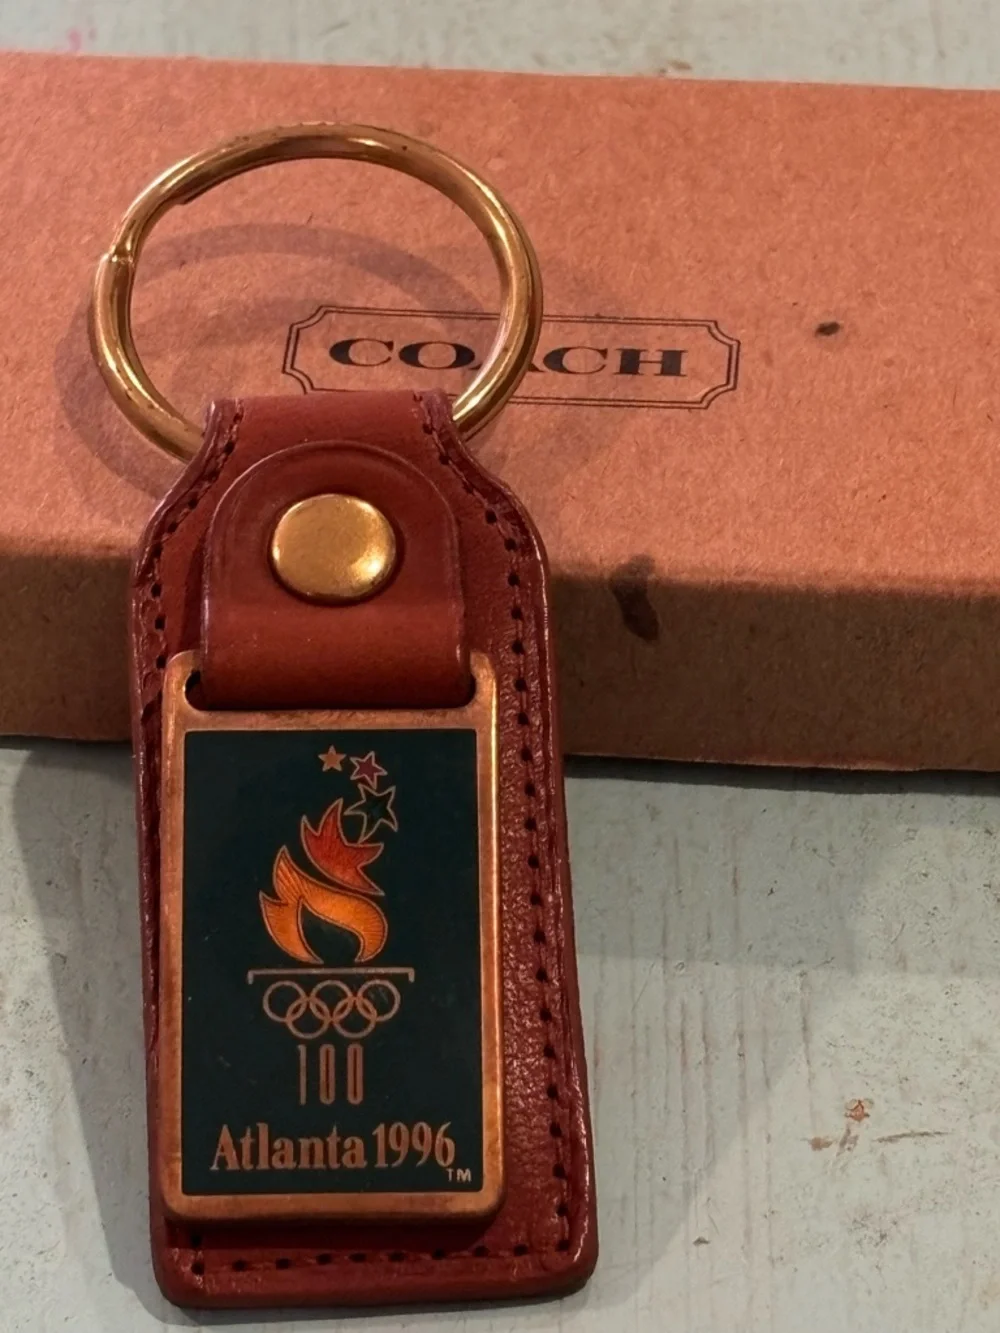 COACH
100
Atlanta 1996
TM